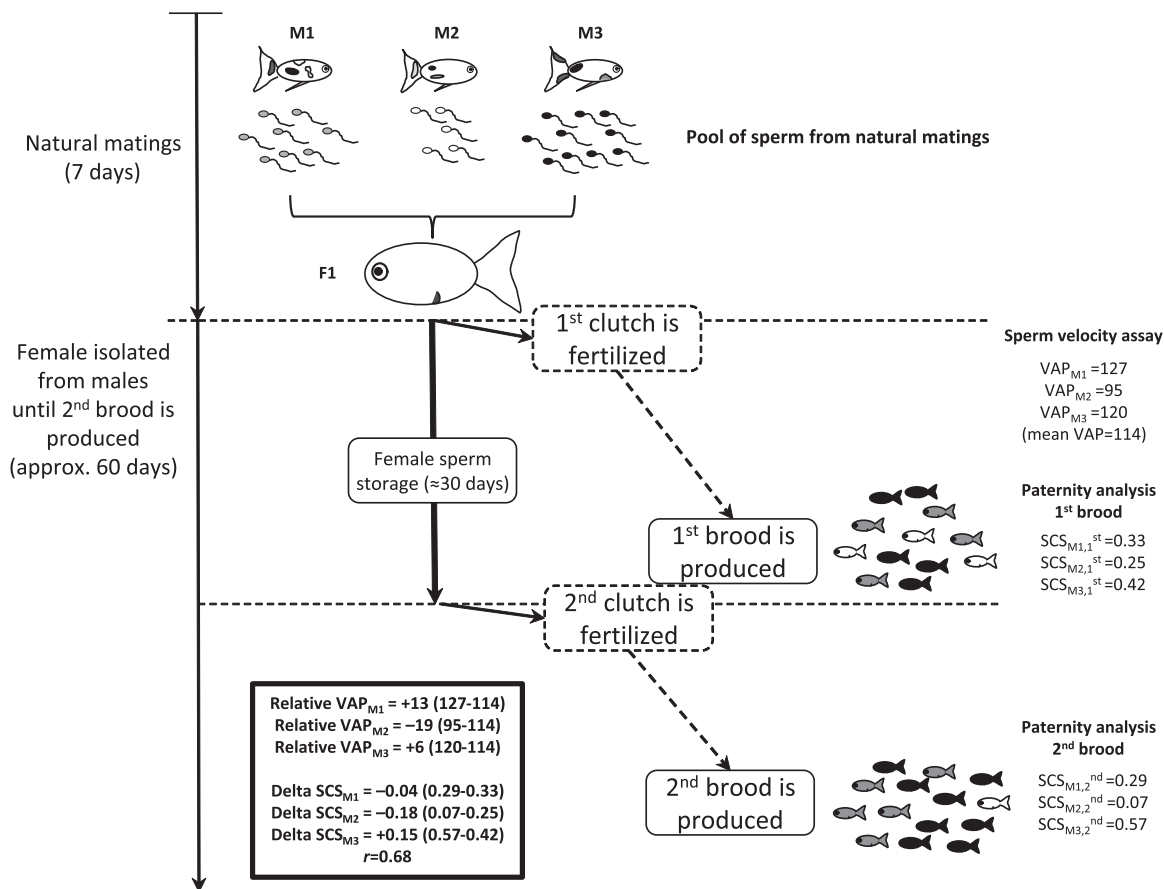 M1
M2
M3
Natural matings
(7 days)
Pool of sperm from natural matings
F1
1st clutch is
fertilized
Female isolated
from males
until 2nd brood is
produced
(approx. 60 days)
Sperm velocity assay
VAPM1 =127
VAPM2 =95
VAPM3 =120
(mean VAP=114)
Female sperm
storage (≈30 days)
1st brood is
produced
Paternity analysis
1st brood
SCSM1,1st =0.33
SCSM2,1st =0.25
SCSM3,1st =0.42
2nd clutch is
fertilized
Relative VAPM1 = +13 (127-114)
Relative VAPM2 = –19 (95-114)
Relative VAPM3 = +6 (120-114)
Delta SCSM1 = –0.04 (0.29-0.33)
Delta SCSM2 = –0.18 (0.07-0.25)
Delta SCSM3 = +0.15 (0.57-0.42)
r=0.68
2nd brood is
produced
Paternity analysis
2nd brood
SCSM1,2nd =0.29
SCSM2,2nd =0.07
SCSM3,2nd =0.57